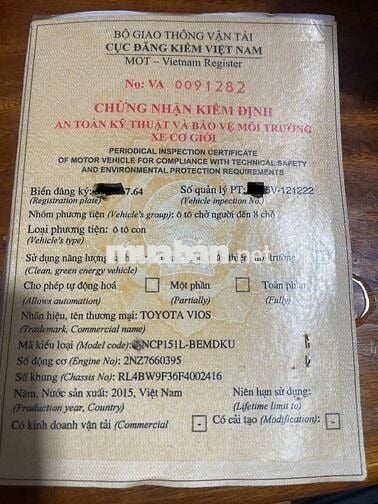 BỘ GIAO THÔNG VẬN TẢI
CỤC ĐĂNG KIỂM VIỆT NAM
MOT – Vietnam Register
No: VA 0091282
CHỨNG NHẬN KIỂM ĐỊNH
AN TOÀN KỸ THUẬT VÀ BẢO VỆ MÔI TRƯỜNG
XE CƠ GIỚI
PERIODICAL INSPECTION CERTIFICATE
OF MOTOR VEHICLE FOR COMPLIANCE WITH TECHNICAL SAFETY
AND ENVIRONMENTAL PROTECTION REQUIREMENTS
Biển đăng ký: 7.64 Số quản lý PT: V-121222
(Registration plate) (Vehicle inpection No.)
Nhóm phương tiện (Vehicle's group): ô tô chở người đến 8 chỗ
Loại phương tiện: ô tô con
(Vehicle's type)
Sử dụng năng lượng môi trường
(Clean, green energy vehicle)
muaban.net
Cho phép tự động hoá Một phần Toàn phần
(Allows automation) (Partially) (Fully)
Nhãn hiệu, tên thương mại: TOYOTA VIOS
(Trademark, Commercial name)
Mã kiểu loại (Model code): NCP151L-BEMDKU
Số động cơ (Engine No): 2NZ7660395
Số khung (Chassis No): RL4BW9F36F4002416
Năm, Nước sản xuất: 2015, Việt Nam Niên hạn sử dụng:
(Production year, Country) (Lifetime limit to)
Có kinh doanh vận tải (Commercial - Có cải tạo (Modification): -